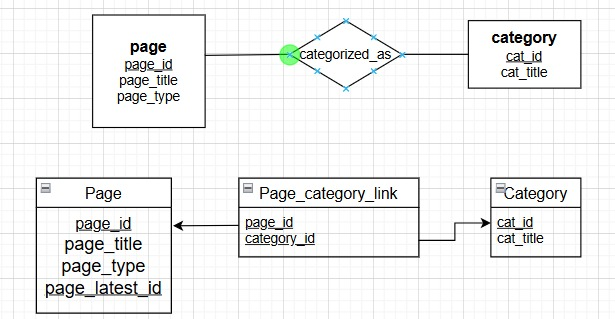 page
page_id
page_title
page_type
categorized_as
category
cat_id
cat_title
Page
page_id
page_title
page_type
page_latest_id
Page_category_link
page_id
category_id
Category
cat_id
cat_title